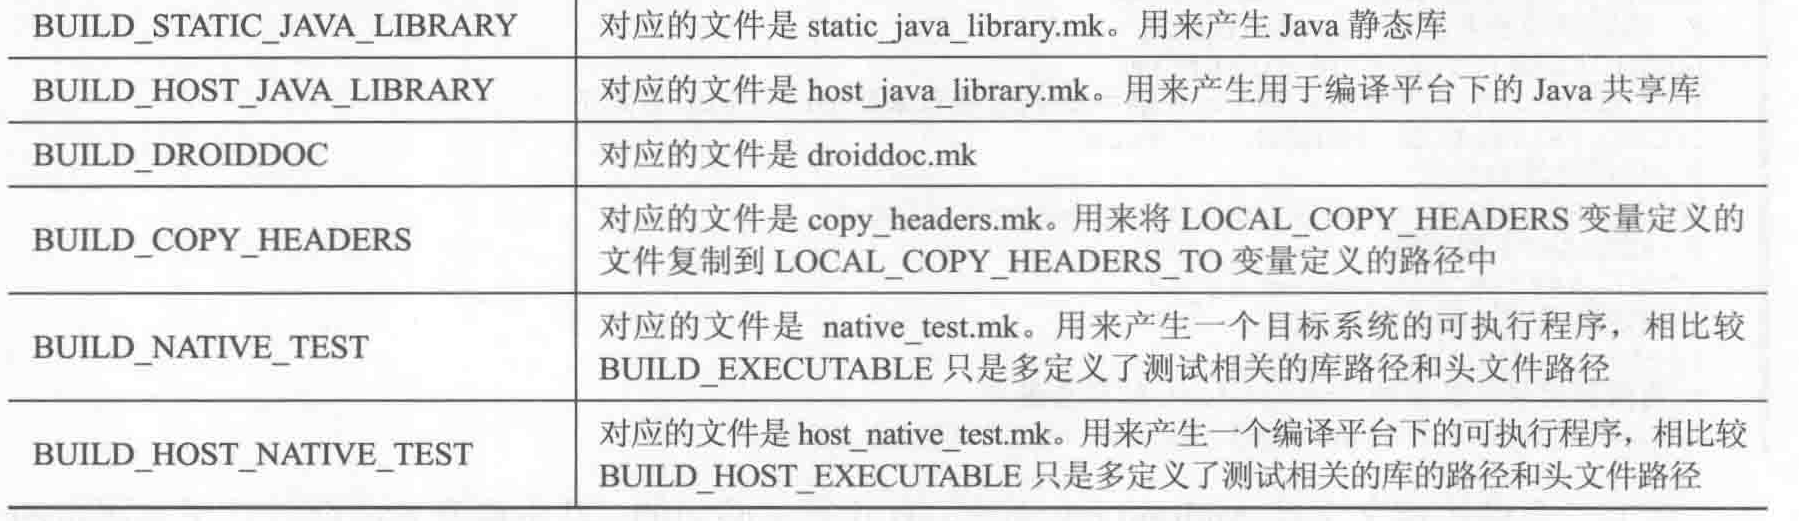 BUILD_STATIC_JAVA_LIBRARY 对应的文件是 static_java_library.mk。用来产生 Java 静态库
BUILD_HOST_JAVA_LIBRARY 对应的文件是 host_java_library.mk。用来产生用于编译平台下的 Java 共享库
BUILD_DROIDDOC 对应的文件是 droiddoc.mk
BUILD_COPY_HEADERS
对应的文件是 copy_headers.mk。用来将 LOCAL_COPY_HEADERS 变量定义的
文件复制到 LOCAL_COPY_HEADERS_TO 变量定义的路径中
BUILD_NATIVE_TEST
对应的文件是 native_test.mk。用来产生一个目标系统的可执行程序，相比较
BUILD_EXECUTABLE 只是多定义了测试相关的库路径和头文件路径
BUILD_HOST_NATIVE_TEST
对应的文件是 host_native_test.mk。用来产生一个编译平台下的可执行程序，相比较
BUILD_HOST_EXECUTABLE 只是多定义了测试相关的库的路径和头文件路径